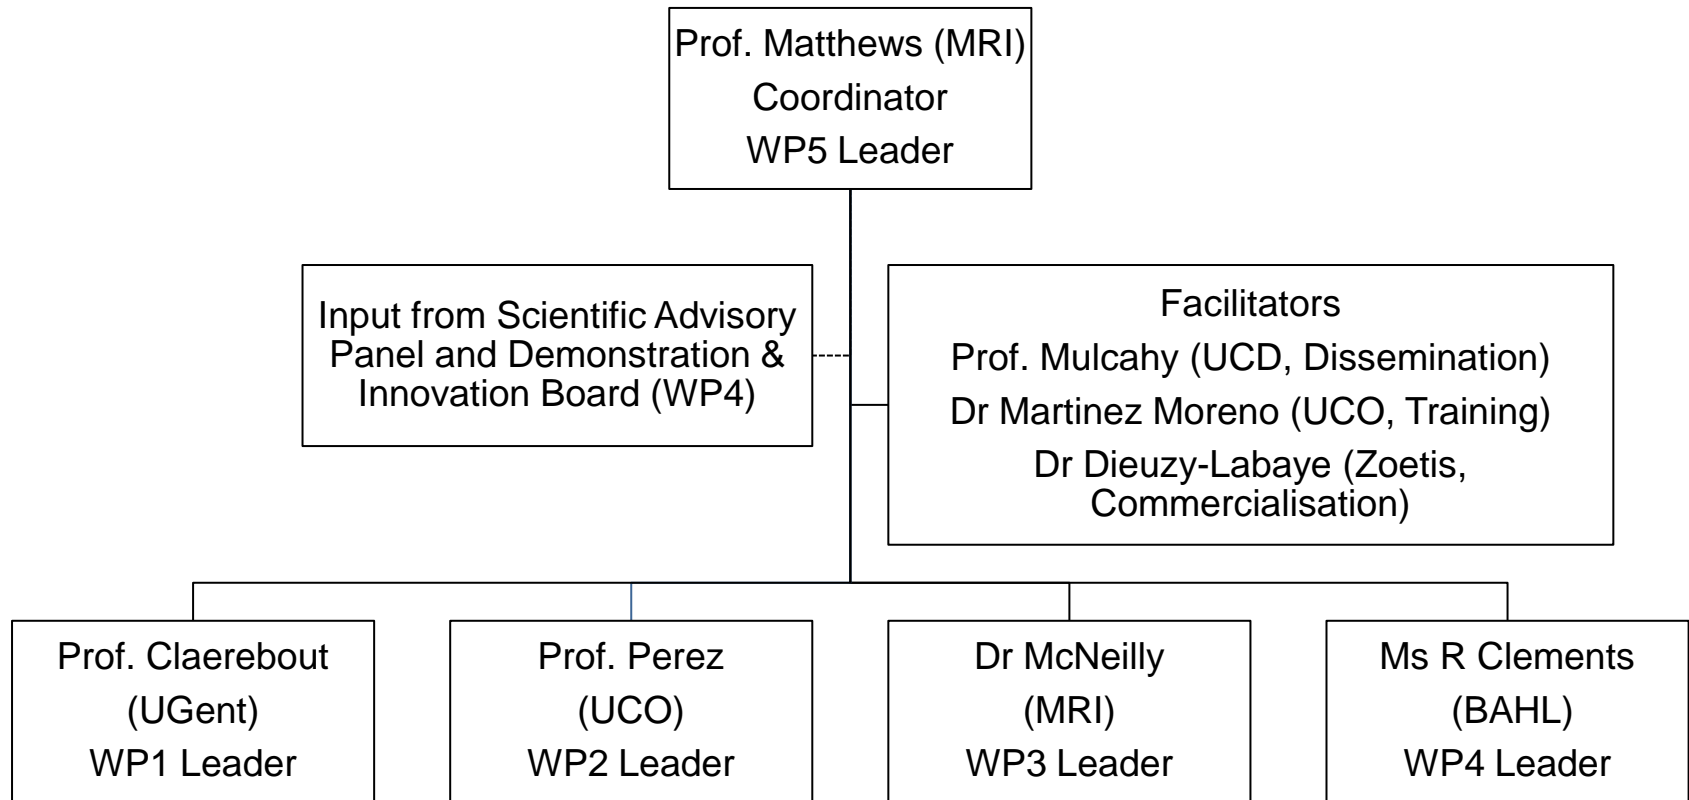 Prof. Matthews (MRI)
Coordinator
WP5 Leader
Input from Scientific Advisory
Panel and Demonstration &
Innovation Board (WP4)
Facilitators
Prof. Mulcahy (UCD, Dissemination)
Dr Martinez Moreno (UCO, Training)
Dr Dieuzy-Labaye (Zoetis,
Commercialisation)
Prof. Claerebout
(UGent)
WP1 Leader
Prof. Perez
(UCO)
WP2 Leader
Dr McNeilly
(MRI)
WP3 Leader
Ms R Clements
(BAHL)
WP4 Leader